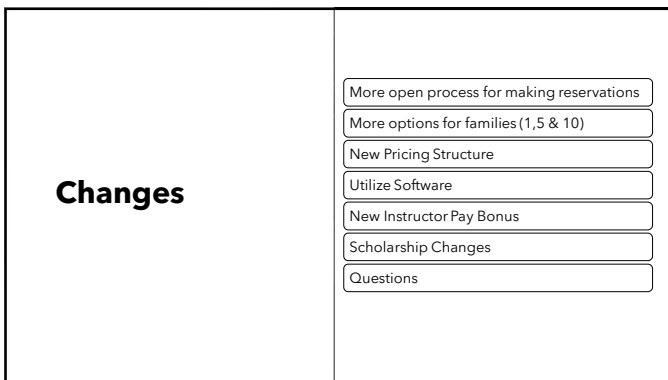 Changes
More open process for making reservations
More options for families (1,5 & 10)
New Pricing Structure
Utilize Software
New Instructor Pay Bonus
Scholarship Changes
Questions